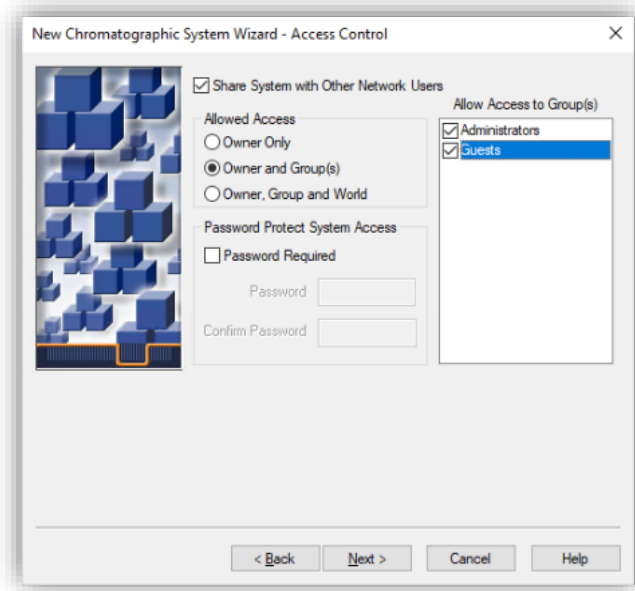 New Chromatographic System Wizard - Access Control
Share System with Other Network Users
Allow Access to Group(s)
Allowed Access
Owner Only
Owner and Group(s)
Owner, Group and World
Administrators
Guests
Password Protect System Access
Password Required
Password
Confirm Password
< Back
Next >
Cancel
Help